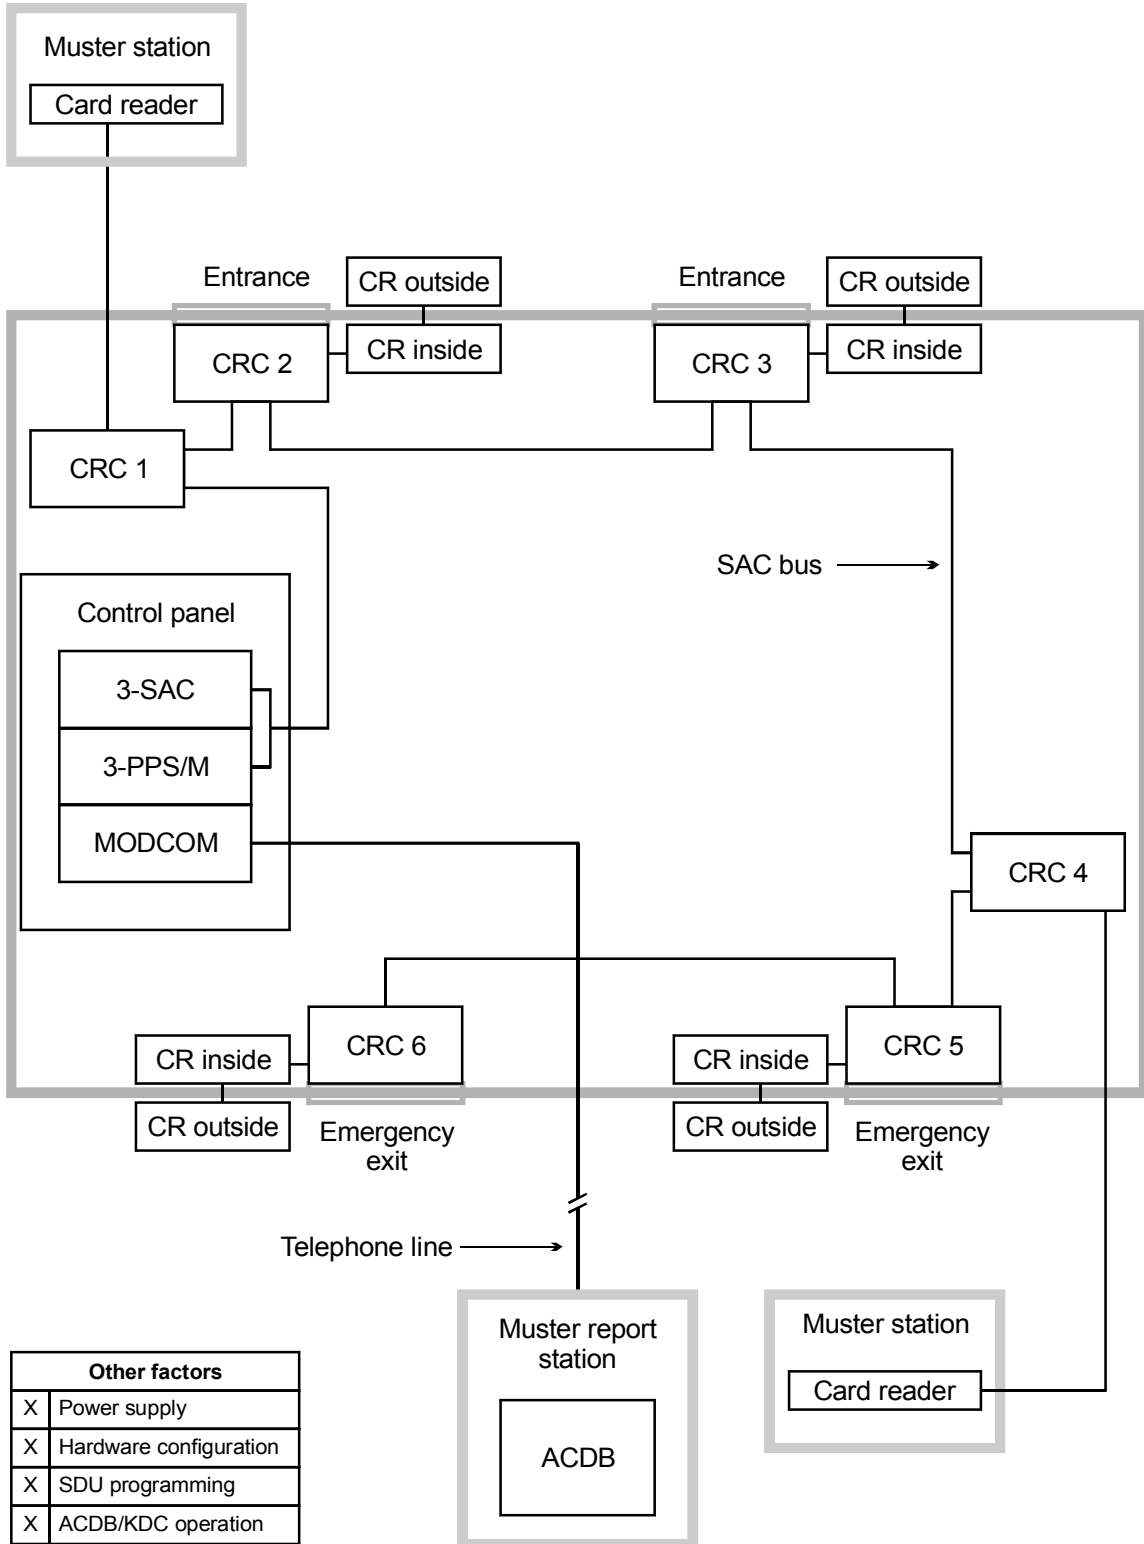 Muster station
Card reader
Entrance
CR outside
Entrance
CR outside
CRC 2
CR inside
CRC 3
CR inside
CRC 1
SAC bus
Control panel
3-SAC
3-PPS/M
MODCOM
CRC 4
CR inside
CRC 6
CR inside
CRC 5
CR outside
Emergency
exit
CR outside
Emergency
exit
Telephone line
Muster report
station
ACDB
Muster station
Card reader
Other factors
X Power supply
X Hardware configuration
X SDU programming
X ACDB/KDC operation